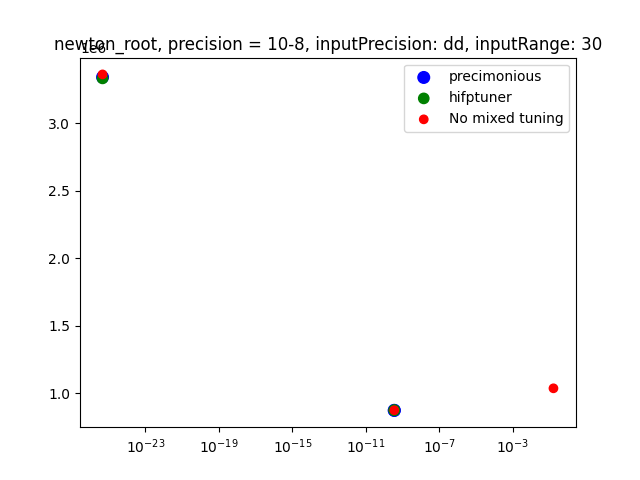 newton_root, precision = 10-8, inputPrecision: dd, inputRange: 30
1e6
precimonious
hifptuner
No mixed tuning
3.0
2.5
2.0
1.5
1.0
10⁻²³ 10⁻¹⁹ 10⁻¹⁵ 10⁻¹¹ 10⁻⁷ 10⁻³